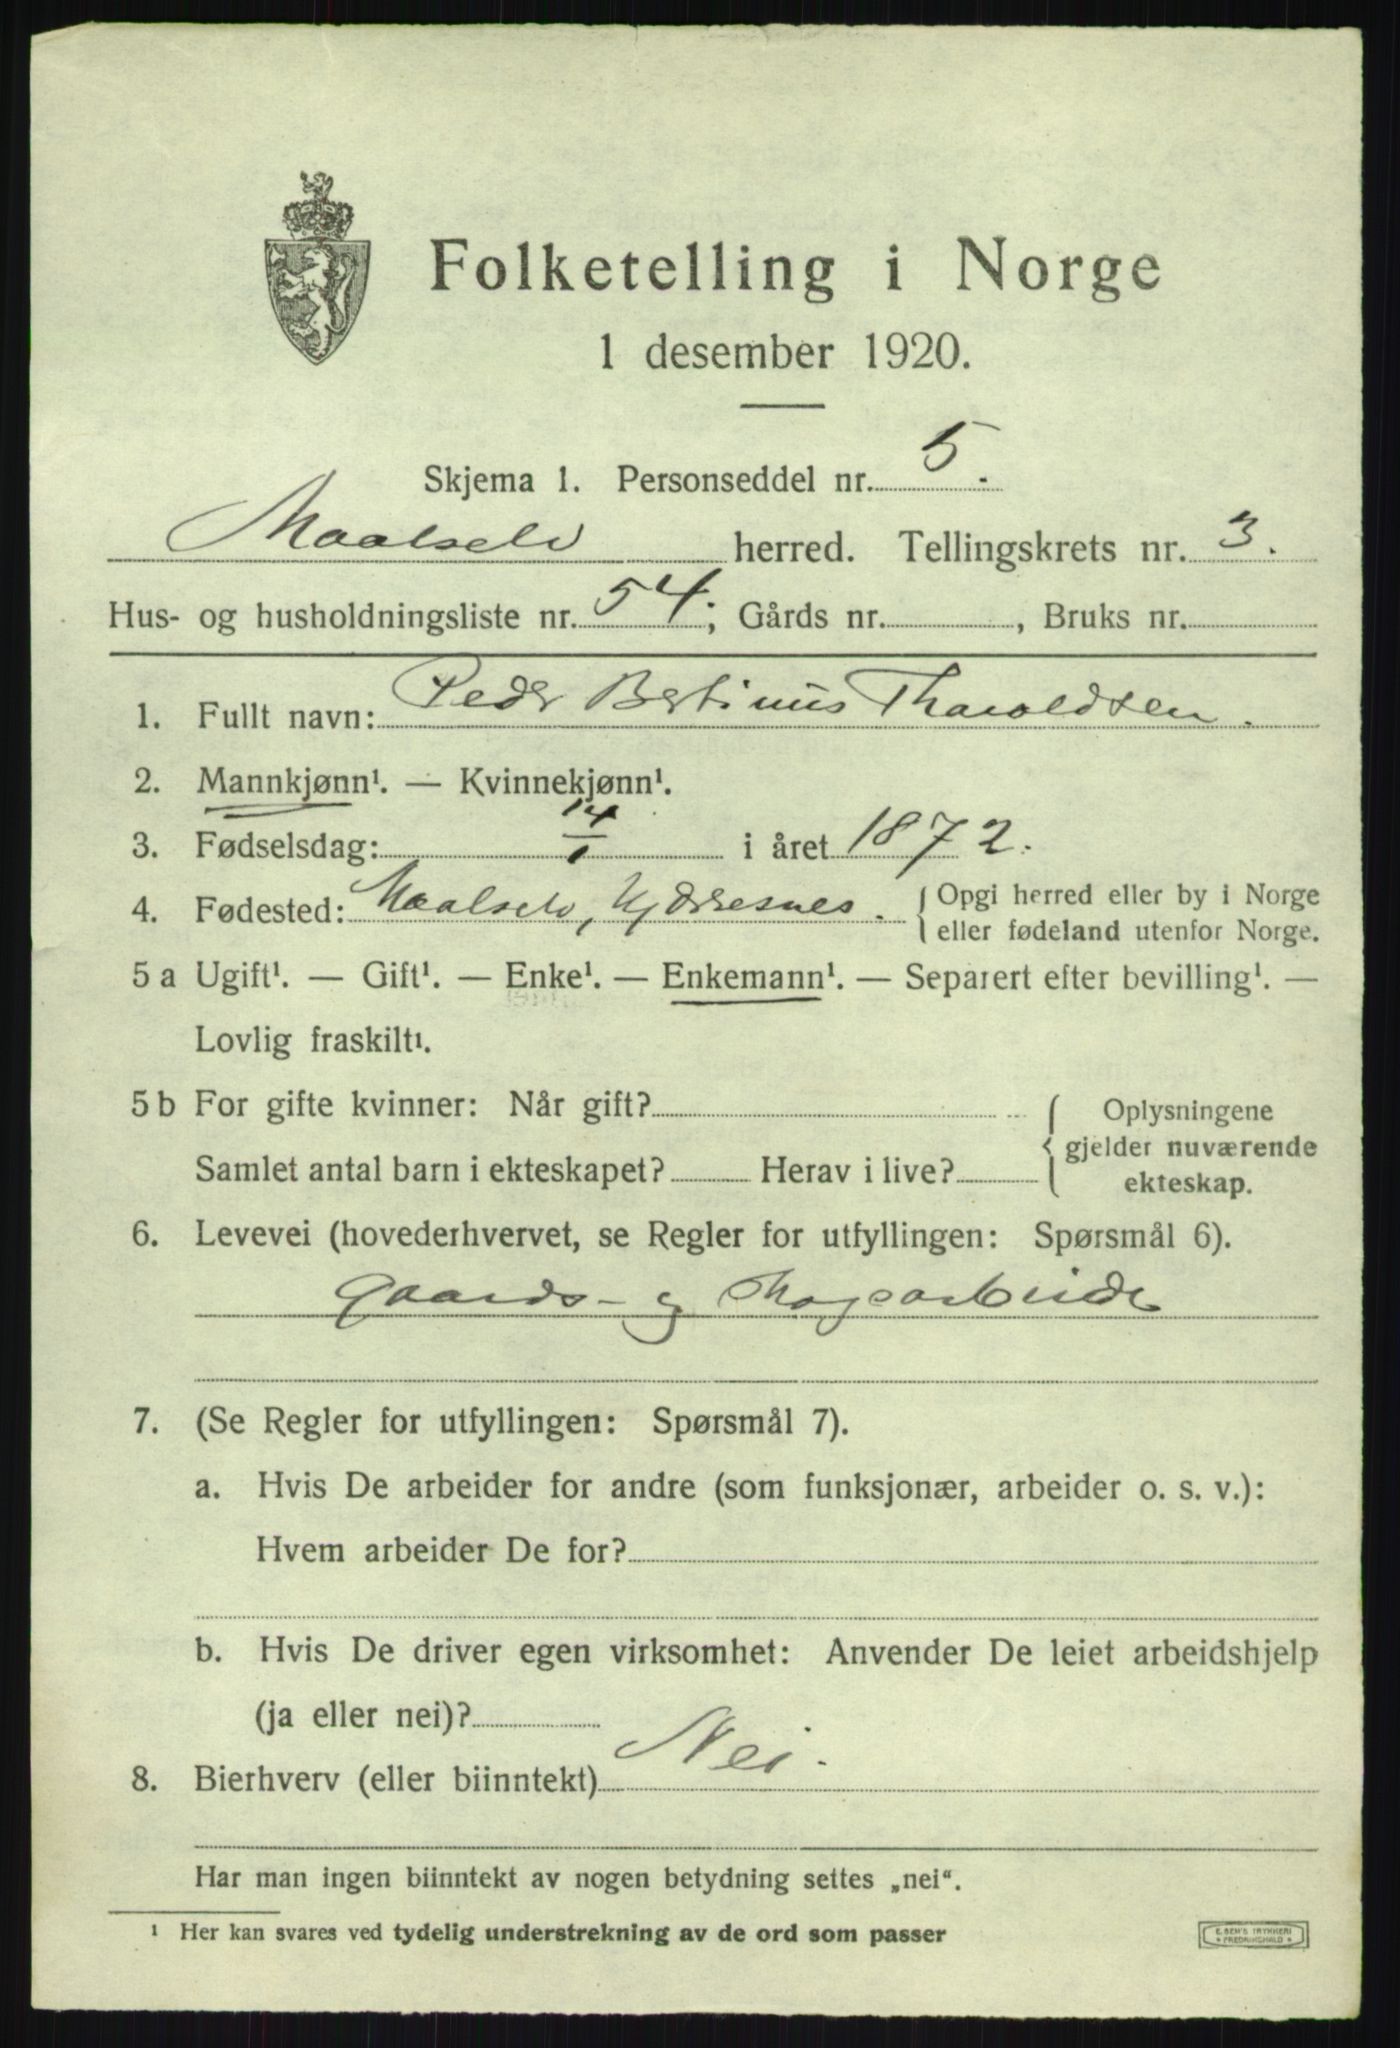 Folketelling i Norge
1 desember 1920.
Skjema 1. Personseddel nr. 5.
Maalselv herred. Tellingskrets nr. 3.
Hus- og husholdningsliste nr. 54; Gårds nr. , Bruks nr.
1. Fullt navn: Peder Bertinus Tharoldsen.
2. Mannkjønn¹. — Kvinnekjønn¹.
3. Fødselsdag: 14/1 i året 1872.
4. Fødested: Maalselv, . { Opgi herred eller by i Norge
eller fødeland utenfor Norge.
5 a Ugift¹. — Gift¹. — Enke¹. — Enkemann¹. — Separert efter bevilling¹. —
Lovlig fraskilt¹.
5 b For gifte kvinner: Når gift? { Oplysningene
Samlet antal barn i ekteskapet? Herav i live? gjelder nuværende
ekteskap.
6. Levevei (hovederhvervet, se Regler for utfyllingen: Spørsmål 6).
Gaards- og Skogsarbeider
7. (Se Regler for utfyllingen: Spørsmål 7).
a. Hvis De arbeider for andre (som funksjonær, arbeider o. s. v.):
Hvem arbeider De for?
b. Hvis De driver egen virksomhet: Anvender De leiet arbeidshjelp
(ja eller nei)?
8. Bierhverv (eller biinntekt) Nei.
Har man ingen biinntekt av nogen betydning settes „nei“.
¹ Her kan svares ved tydelig understrekning av de ord som passer
E. SEM'S TRYKKERI
FREDRIKSHALD